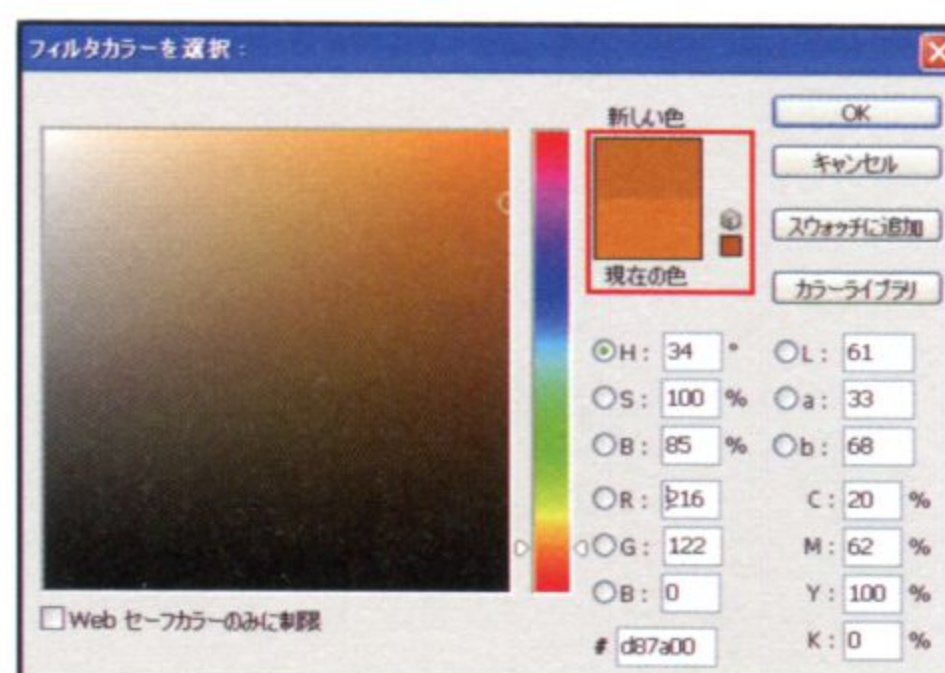 フィルタカラーを選択：
新しい色
現在の色
OK
キャンセル
スウォッチに追加
カラーライブラリ
H : 34 °
S : 100 %
B : 85 %
R : 216
G : 122
B : 0
# d87a00
L : 61
a : 33
b : 68
C : 20 %
M : 62 %
Y : 100 %
K : 0 %
Web セーフカラーのみに制限